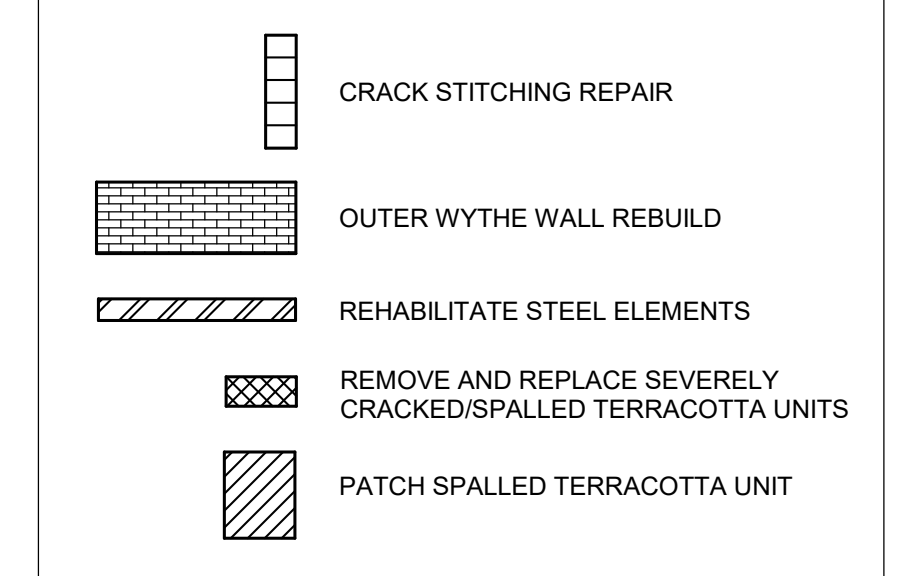 CRACK STITCHING REPAIR
OUTER WYTHE WALL REBUILD
REHABILITATE STEEL ELEMENTS
REMOVE AND REPLACE SEVERELY
CRACKED/SPALLED TERRACOTTA UNITS
PATCH SPALLED TERRACOTTA UNIT